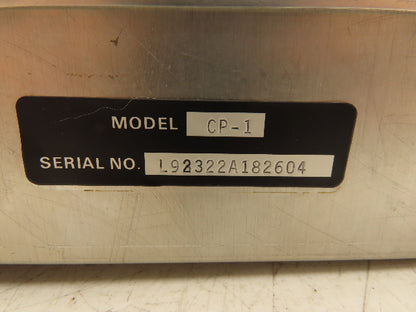 MODEL CP-1
SERIAL NO. L92322A182604